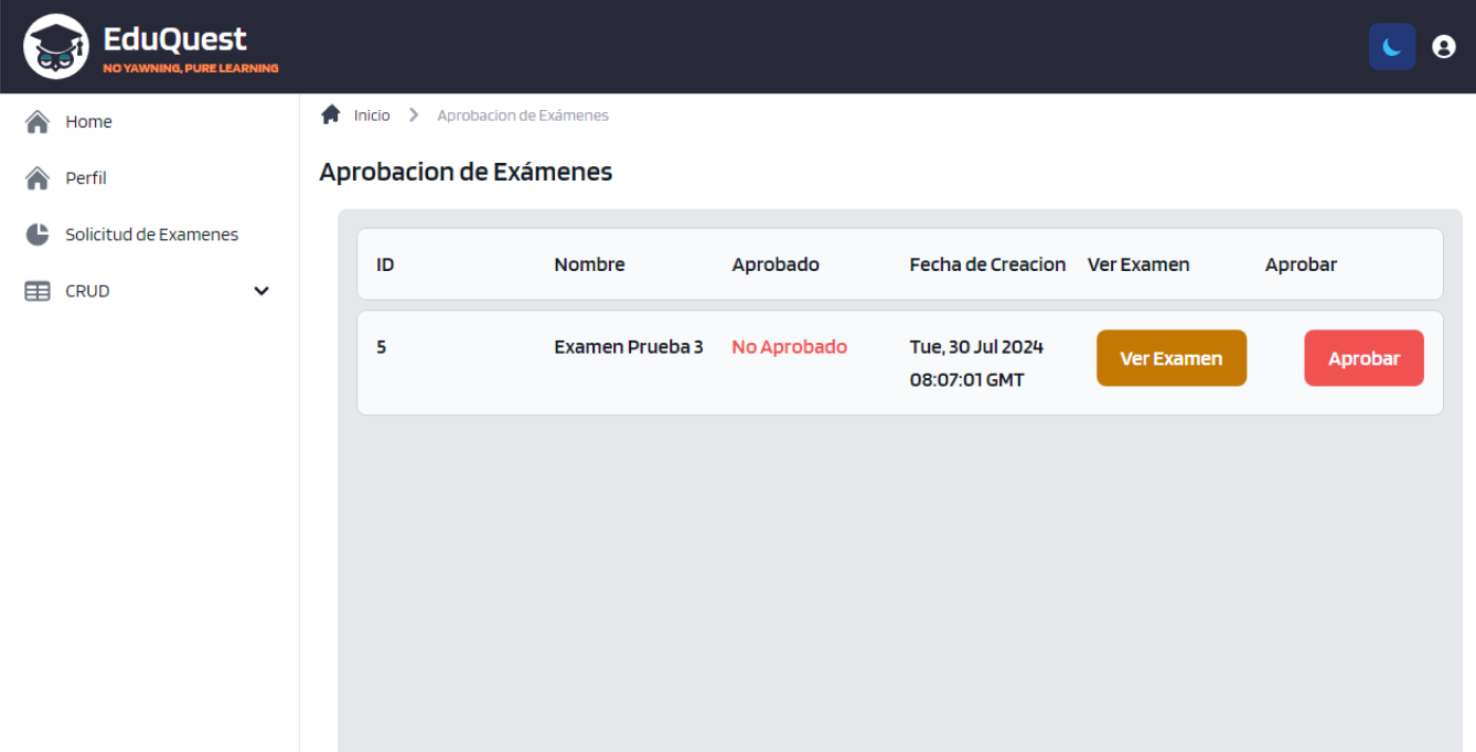 EduQuest
NO YAWNING, PURE LEARNING
Home
Perfil
Solicitud de Examenes
CRUD
Inicio > Aprobacion de Exámenes
Aprobacion de Exámenes
ID Nombre Aprobado Fecha de Creacion Ver Examen Aprobar
5 Examen Prueba 3 No Aprobado Tue, 30 Jul 2024
08:07:01 GMT
Ver Examen Aprobar